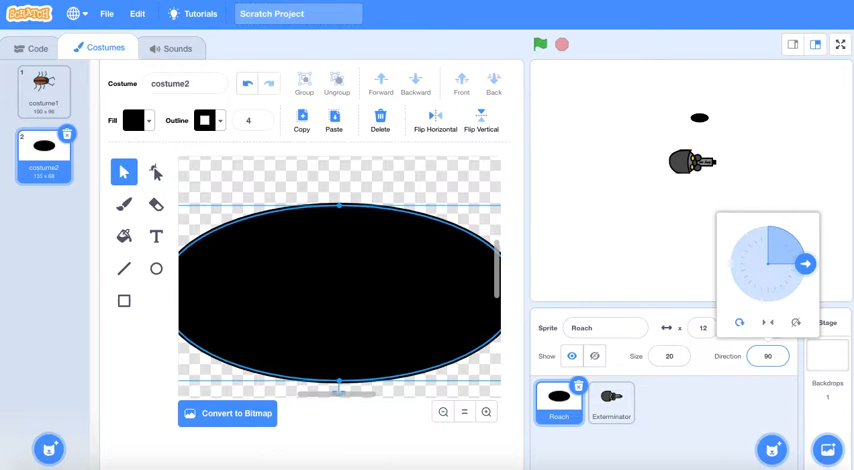 SCRATCH File Edit Tutorials Scratch Project
Code Costumes Sounds
1
costume1
100 x 96
2
costume2
135 x 68
Costume costume2 Group Ungroup Forward Backward Front Back
Fill Outline 4 Copy Paste Delete Flip Horizontal Flip Vertical
T
Convert to Bitmap
Sprite Roach x 12 Stage
Show Size 20 Direction 90
Roach Exterminator
Backdrops
1